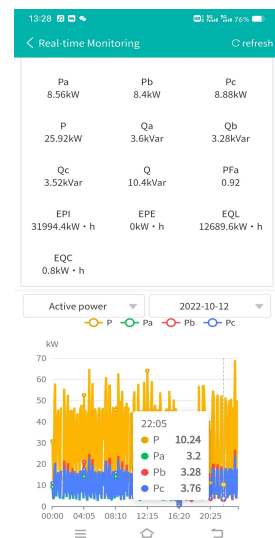 13:28 76%
Real-time Monitoring refresh
Pa Pb Pc
8.56kW 8.4kW 8.88kW
P Qa Qb
25.92kW 3.6kVar 3.28kVar
Qc Q PFa
3.52kVar 10.4kVar 0.92
EPI EPE EQL
31994.4kW·h 0kW·h 12689.6kW·h
EQC
0.8kW·h
Active power 2022-10-12
P Pa Pb Pc
kW
70
60
50
40
30
20
10
0
22:05
P 10.24
Pa 3.2
Pb 3.28
Pc 3.76
00:00 04:05 08:10 12:15 16:20 20:25